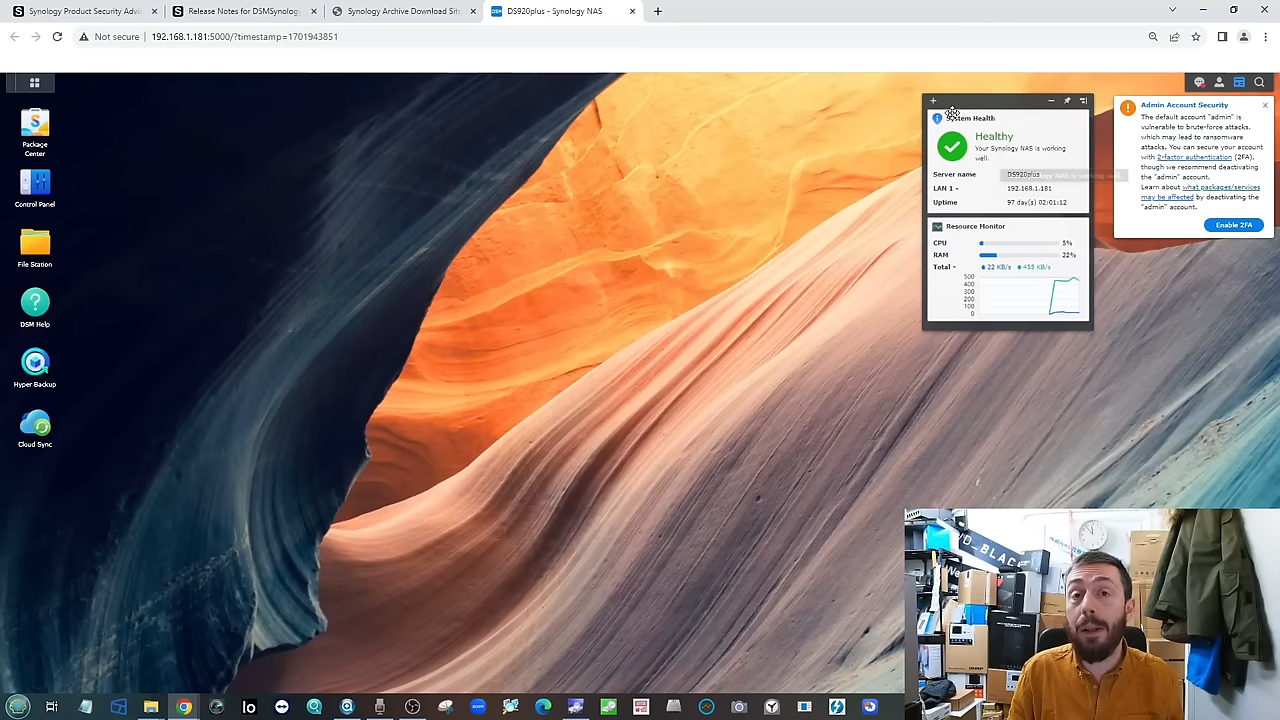 Synology Product Security Advis
Release Notes for DSMSynology
Synology Archive Download Site
DS920plus - Synology NAS
Not secure
192.168.1.181:5000/?timestamp=1701943851
Package
Center
Control Panel
File Station
DSM Help
Hyper Backup
Cloud Sync
System Health
Healthy
Your Synology NAS is working
well.
Server name
DS920plus
LAN 1
192.168.1.181
Uptime
97 day(s) 02:01:12
Resource Monitor
CPU
5%
RAM
22%
Total
22 KB/s
455 KB/s
500
400
300
200
100
0
Admin Account Security
The default account "admin" is
vulnerable to brute-force attacks,
which may lead to ransomware
attacks. You can secure your account
with 2-factor authentication (2FA),
though we recommend deactivating
the "admin" account.
Learn about what packages/services
may be affected by deactivating the
"admin" account.
Enable 2FA
D_BLAC
zoom